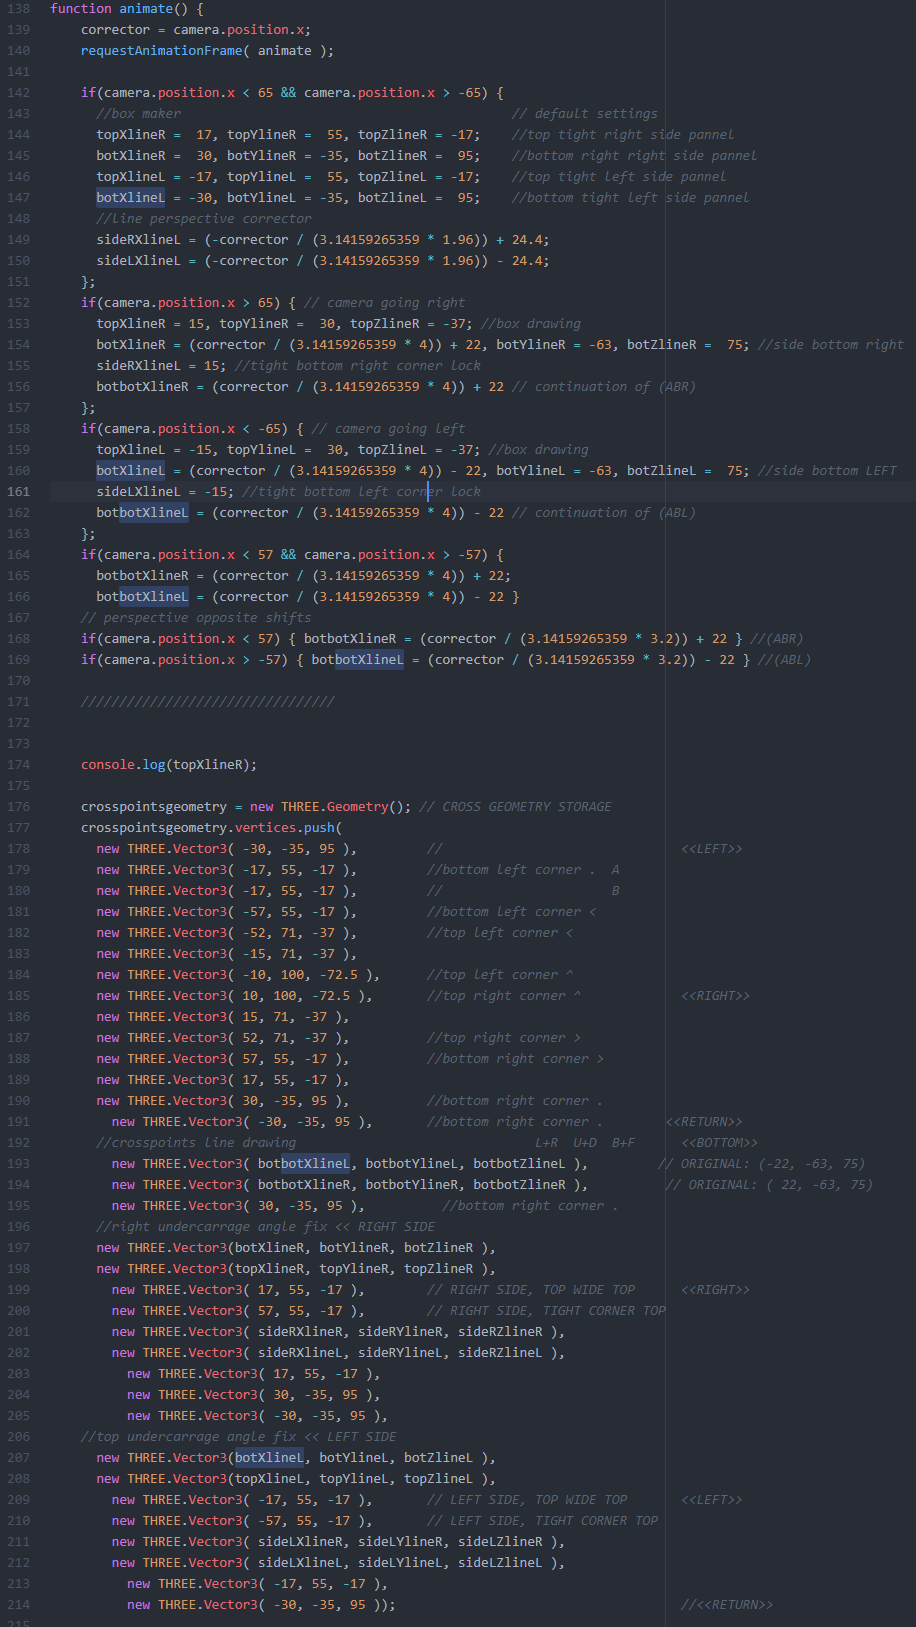 138 function animate() {
139 corrector = camera.position.x;
140 requestAnimationFrame( animate );
141
142 if(camera.position.x < 65 && camera.position.x > -65) {
143 //box maker // default settings
144 topXlineR =  17, topYlineR =  55, topZlineR = -17; //top tight right side pannel
145 botXlineR =  30, botYlineR = -35, botZlineR =  95; //bottom right right side pannel
146 topXlineL = -17, topYlineL =  55, topZlineL = -17; //top tight left side pannel
147 botXlineL = -30, botYlineL = -35, botZlineL =  95; //bottom tight left side pannel
148 //line perspective corrector
149 sideRXlineL = (-corrector / (3.14159265359 * 1.96)) + 24.4;
150 sideLXlineL = (-corrector / (3.14159265359 * 1.96)) - 24.4;
151 };
152 if(camera.position.x > 65) { // camera going right
153 topXlineR = 15, topYlineR =  30, topZlineR = -37; //box drawing
154 botXlineR = (corrector / (3.14159265359 * 4)) + 22, botYlineR = -63, botZlineR =  75; //side bottom right
155 sideRXlineL = 15; //tight bottom right corner lock
156 botbotXlineR = (corrector / (3.14159265359 * 4)) + 22 // continuation of (ABR)
157 };
158 if(camera.position.x < -65) { // camera going left
159 topXlineL = -15, topYlineL =  30, topZlineL = -37; //box drawing
160 botXlineL = (corrector / (3.14159265359 * 4)) - 22, botYlineL = -63, botZlineL =  75; //side bottom LEFT
161 sideLXlineL = -15; //tight bottom left corner lock
162 botbotXlineL = (corrector / (3.14159265359 * 4)) - 22 // continuation of (ABL)
163 };
164 if(camera.position.x < 57 && camera.position.x > -57) {
165 botbotXlineR = (corrector / (3.14159265359 * 4)) + 22;
166 botbotXlineL = (corrector / (3.14159265359 * 4)) - 22 }
167 // perspective opposite shifts
168 if(camera.position.x < 57) { botbotXlineR = (corrector / (3.14159265359 * 3.2)) + 22 } //(ABR)
169 if(camera.position.x > -57) { botbotXlineL = (corrector / (3.14159265359 * 3.2)) - 22 } //(ABL)
170
171 /////////////////////////////////
172
173
174 console.log(topXlineR);
175
176 crosspointsgeometry = new THREE.Geometry(); // CROSS GEOMETRY STORAGE
177 crosspointsgeometry.vertices.push(
178 new THREE.Vector3( -30, -35, 95 ), // <<LEFT>>
179 new THREE.Vector3( -17, 55, -17 ), //bottom left corner . A
180 new THREE.Vector3( -17, 55, -17 ), // B
181 new THREE.Vector3( -57, 55, -17 ), //bottom left corner <
182 new THREE.Vector3( -52, 71, -37 ), //top left corner <
183 new THREE.Vector3( -15, 71, -37 ),
184 new THREE.Vector3( -10, 100, -72.5 ), //top left corner ^
185 new THREE.Vector3( 10, 100, -72.5 ), //top right corner ^ <<RIGHT>>
186 new THREE.Vector3( 15, 71, -37 ),
187 new THREE.Vector3( 52, 71, -37 ), //top right corner >
188 new THREE.Vector3( 57, 55, -17 ), //bottom right corner >
189 new THREE.Vector3( 17, 55, -17 ),
190 new THREE.Vector3( 30, -35, 95 ), //bottom right corner .
191 new THREE.Vector3( -30, -35, 95 ), //bottom right corner . <<RETURN>>
192 //crosspoints line drawing L+R U+D B+F <<BOTTOM>>
193 new THREE.Vector3( botbotXlineL, botbotYlineL, botbotZlineL ), // ORIGINAL: (-22, -63, 75)
194 new THREE.Vector3( botbotXlineR, botbotYlineR, botbotZlineR ), // ORIGINAL: ( 22, -63, 75)
195 new THREE.Vector3( 30, -35, 95 ), //bottom right corner .
196 //right undercarrage angle fix << RIGHT SIDE
197 new THREE.Vector3(botXlineR, botYlineR, botZlineR ),
198 new THREE.Vector3(topXlineR, topYlineR, topZlineR ),
199 new THREE.Vector3( 17, 55, -17 ), // RIGHT SIDE, TOP WIDE TOP <<RIGHT>>
200 new THREE.Vector3( 57, 55, -17 ), // RIGHT SIDE, TIGHT CORNER TOP
201 new THREE.Vector3( sideRXlineR, sideRYlineR, sideRZlineR ),
202 new THREE.Vector3( sideRXlineL, sideRYlineL, sideRZlineL ),
203 new THREE.Vector3( 17, 55, -17 ),
204 new THREE.Vector3( 30, -35, 95 ),
205 new THREE.Vector3( -30, -35, 95 ),
206 //top undercarrage angle fix << LEFT SIDE
207 new THREE.Vector3(botXlineL, botYlineL, botZlineL ),
208 new THREE.Vector3(topXlineL, topYlineL, topZlineL ),
209 new THREE.Vector3( -17, 55, -17 ), // LEFT SIDE, TOP WIDE TOP <<LEFT>>
210 new THREE.Vector3( -57, 55, -17 ), // LEFT SIDE, TIGHT CORNER TOP
211 new THREE.Vector3( sideLXlineR, sideLYlineR, sideLZlineR ),
212 new THREE.Vector3( sideLXlineL, sideLYlineL, sideLZlineL ),
213 new THREE.Vector3( -17, 55, -17 ),
214 new THREE.Vector3( -30, -35, 95 )); //<<RETURN>>
215